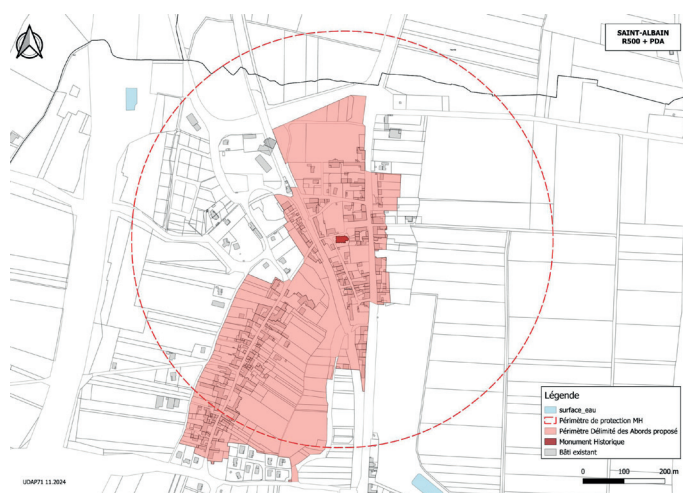 SAINT-ALBAIN
R500 + PDA
Légende
surface_eau
Périmètre de protection MH
Périmètre Délimité des Abords proposé
Monument Historique
Bâti existant
0 100 200 m
UDAP71 11.2024